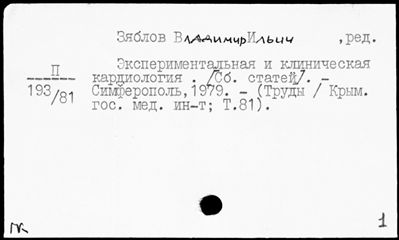 Зяблов Владимир Ильич ,ред.
Экспериментальная и клиническая
П
193/81
кардиология . /Сб. статей/. –
Симферополь,1979. – (Труды / Крым.
гос. мед. ин-т; Т.81).
1